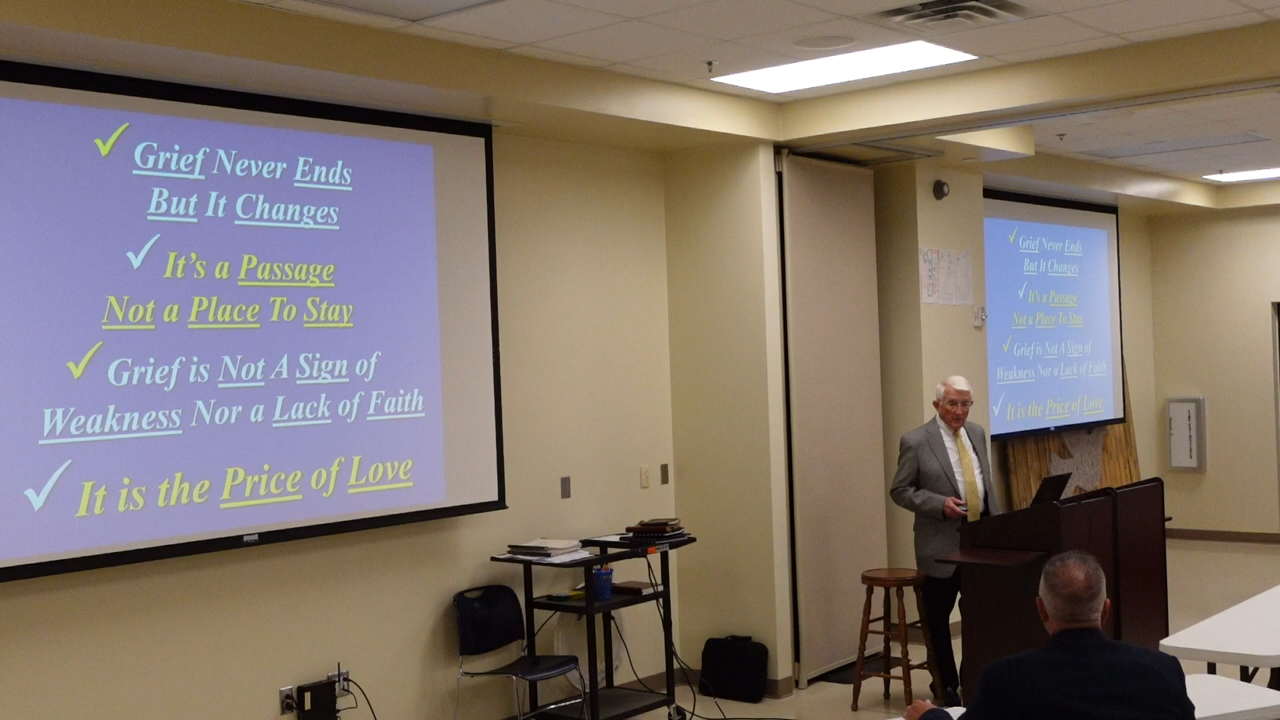 Grief Never Ends
But It Changes
It's a Passage
Not a Place To Stay
Grief is Not A Sign of
Weakness Nor a Lack of Faith
It is the Price of Love
Grief Never Ends
But It Changes
It's a Passage
Not a Place To Stay
Grief is Not A Sign of
Weakness Nor a Lack of Faith
It is the Price of Love